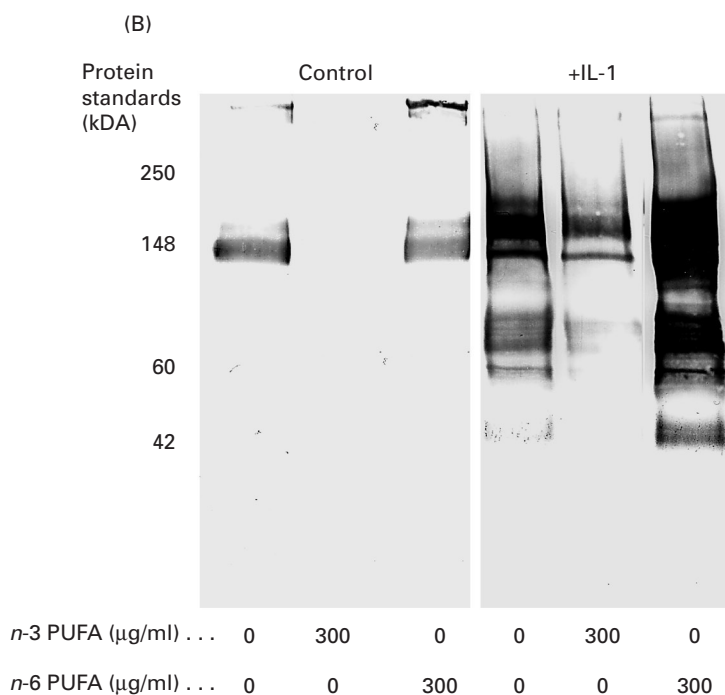 (B)
Protein
standards
(kDA)
Control
+IL-1
250
148
60
42
n-3 PUFA (µg/ml) . . . 0 300 0 0 300 0
n-6 PUFA (µg/ml) . . . 0 0 300 0 0 300